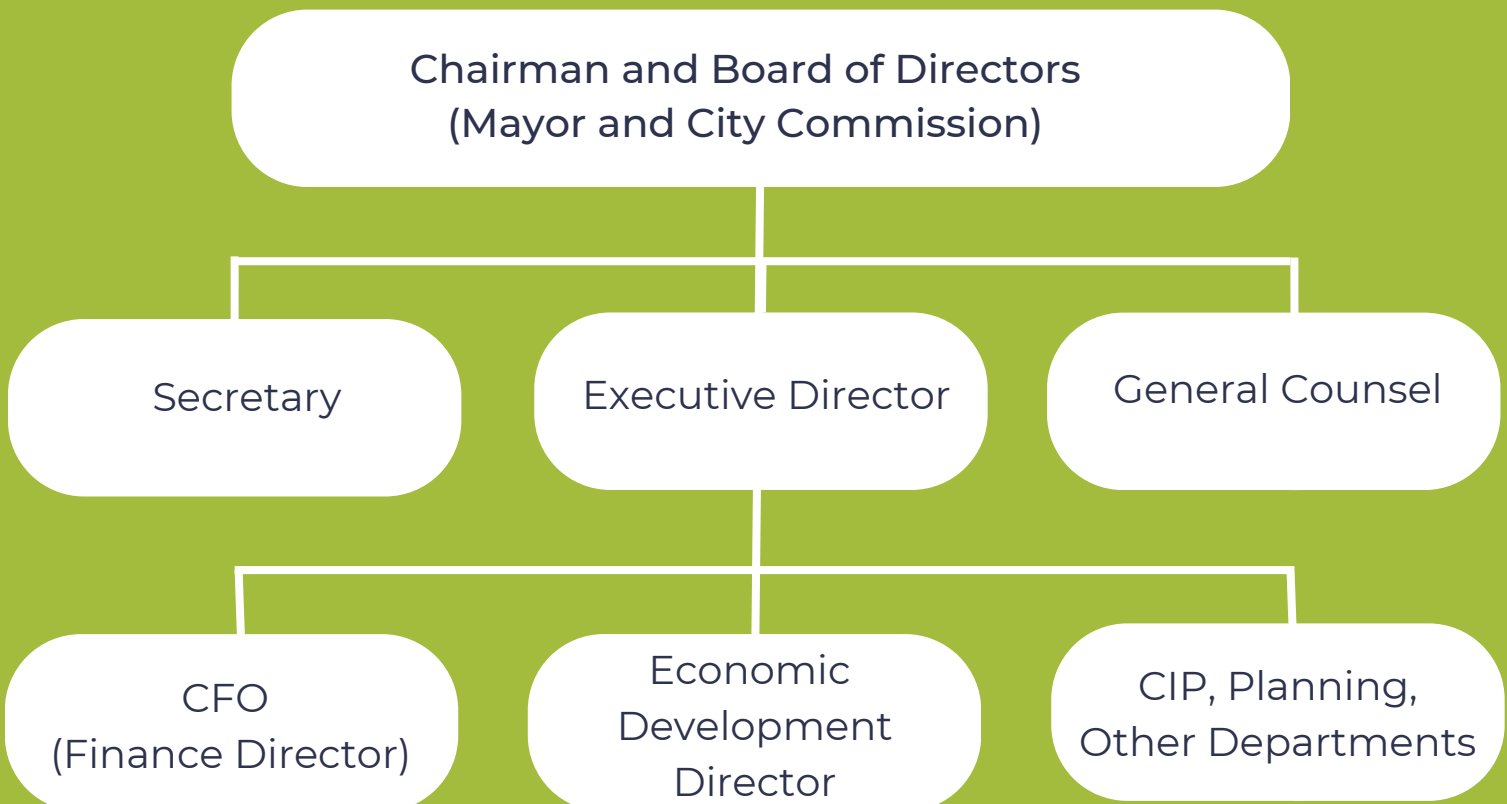 Chairman and Board of Directors
(Mayor and City Commission)
Secretary
Executive Director
General Counsel
CFO
(Finance Director)
Economic
Development
Director
CIP, Planning,
Other Departments